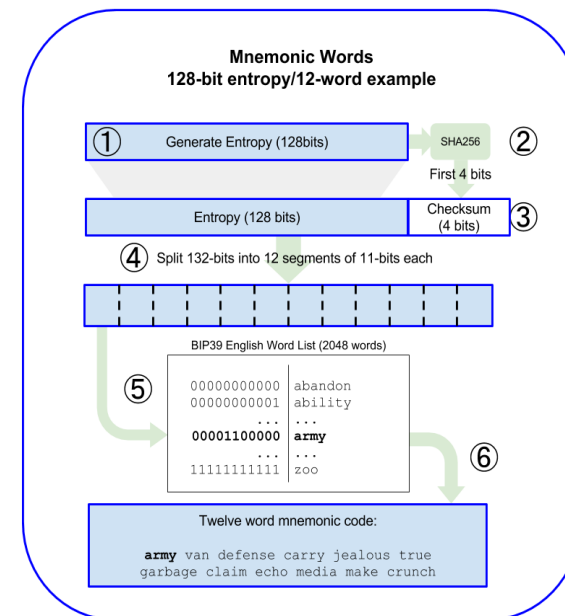 Mnemonic Words
128-bit entropy/12-word example
① Generate Entropy (128bits) SHA256 ②
First 4 bits
Entropy (128 bits) Checksum (4 bits) ③
④ Split 132-bits into 12 segments of 11-bits each
BIP39 English Word List (2048 words)
⑤
00000000000 abandon
00000000001 ability
... ...
00001100000 army
... ...
11111111111 zoo
⑥
Twelve word mnemonic code:
army van defense carry jealous true
garbage claim echo media make crunch